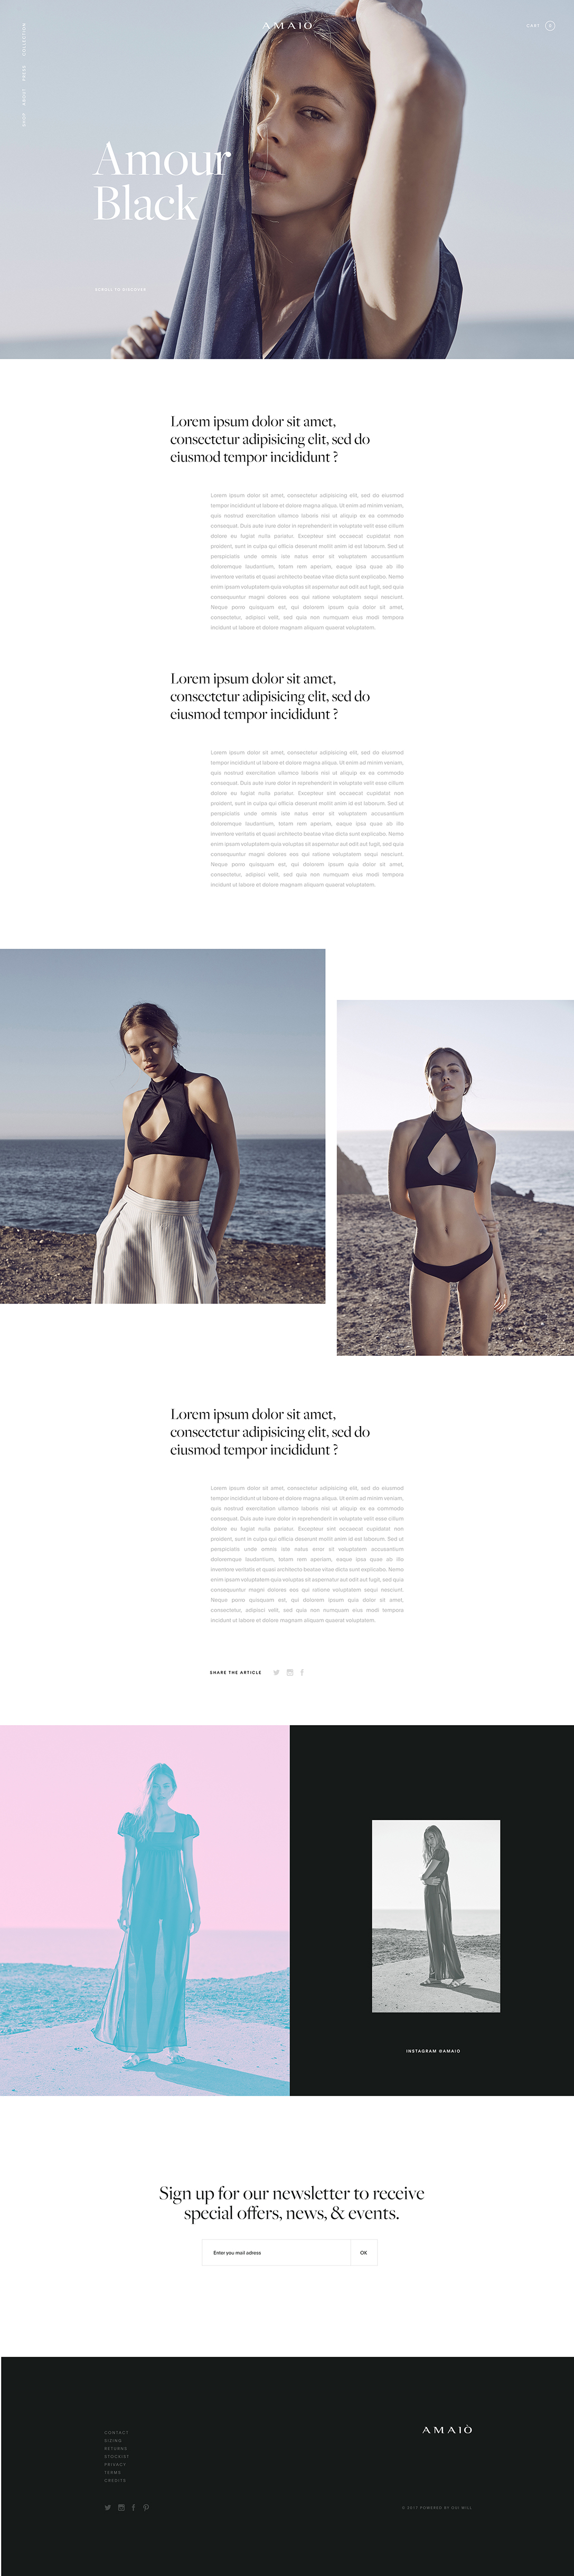 AMAIÒ
CART
COLLECTION
PRESS
ABOUT
SHOP
Amour
Black
SCROLL TO DISCOVER
Lorem ipsum dolor sit amet,
consectetur adipisicing elit, sed do
eiusmod tempor incididunt ?
Lorem ipsum dolor sit amet, consectetur adipisicing elit, sed do eiusmod
tempor incididunt ut labore et dolore magna aliqua. Ut enim ad minim veniam,
quis nostrud exercitation ullamco laboris nisi ut aliquip ex ea commodo
consequat. Duis aute irure dolor in reprehenderit in voluptate velit esse cillum
dolore eu fugiat nulla pariatur. Excepteur sint occaecat cupidatat non
proident, sunt in culpa qui officia deserunt mollit anim id est laborum. Sed ut
perspiciatis unde omnis iste natus error sit voluptatem accusantium
doloremque laudantium, totam rem aperiam, eaque ipsa quae ab illo
inventore veritatis et quasi architecto beatae vitae dicta sunt explicabo. Nemo
enim ipsam voluptatem quia voluptas sit aspernatur aut odit aut fugit, sed quia
consequuntur magni dolores eos qui ratione voluptatem sequi nesciunt.
Neque porro quisquam est, qui dolorem ipsum quia dolor sit amet,
consectetur, adipisci velit, sed quia non numquam eius modi tempora
incidunt ut labore et dolore magnam aliquam quaerat voluptatem.
Lorem ipsum dolor sit amet,
consectetur adipisicing elit, sed do
eiusmod tempor incididunt ?
Lorem ipsum dolor sit amet, consectetur adipisicing elit, sed do eiusmod
tempor incididunt ut labore et dolore magna aliqua. Ut enim ad minim veniam,
quis nostrud exercitation ullamco laboris nisi ut aliquip ex ea commodo
consequat. Duis aute irure dolor in reprehenderit in voluptate velit esse cillum
dolore eu fugiat nulla pariatur. Excepteur sint occaecat cupidatat non
proident, sunt in culpa qui officia deserunt mollit anim id est laborum. Sed ut
perspiciatis unde omnis iste natus error sit voluptatem accusantium
doloremque laudantium, totam rem aperiam, eaque ipsa quae ab illo
inventore veritatis et quasi architecto beatae vitae dicta sunt explicabo. Nemo
enim ipsam voluptatem quia voluptas sit aspernatur aut odit aut fugit, sed quia
consequuntur magni dolores eos qui ratione voluptatem sequi nesciunt.
Neque porro quisquam est, qui dolorem ipsum quia dolor sit amet,
consectetur, adipisci velit, sed quia non numquam eius modi tempora
incidunt ut labore et dolore magnam aliquam quaerat voluptatem.
Lorem ipsum dolor sit amet,
consectetur adipisicing elit, sed do
eiusmod tempor incididunt ?
Lorem ipsum dolor sit amet, consectetur adipisicing elit, sed do eiusmod
tempor incididunt ut labore et dolore magna aliqua. Ut enim ad minim veniam,
quis nostrud exercitation ullamco laboris nisi ut aliquip ex ea commodo
consequat. Duis aute irure dolor in reprehenderit in voluptate velit esse cillum
dolore eu fugiat nulla pariatur. Excepteur sint occaecat cupidatat non
proident, sunt in culpa qui officia deserunt mollit anim id est laborum. Sed ut
perspiciatis unde omnis iste natus error sit voluptatem accusantium
doloremque laudantium, totam rem aperiam, eaque ipsa quae ab illo
inventore veritatis et quasi architecto beatae vitae dicta sunt explicabo. Nemo
enim ipsam voluptatem quia voluptas sit aspernatur aut odit aut fugit, sed quia
consequuntur magni dolores eos qui ratione voluptatem sequi nesciunt.
Neque porro quisquam est, qui dolorem ipsum quia dolor sit amet,
consectetur, adipisci velit, sed quia non numquam eius modi tempora
incidunt ut labore et dolore magnam aliquam quaerat voluptatem.
SHARE THE ARTICLE
INSTAGRAM @AMAIO
Sign up for our newsletter to receive
special offers, news, & events.
Enter you mail adress
OK
CONTACT
SIZING
RETURNS
STOCKIST
PRIVACY
TERMS
CREDITS
AMAIÒ
© 2017 POWERED BY